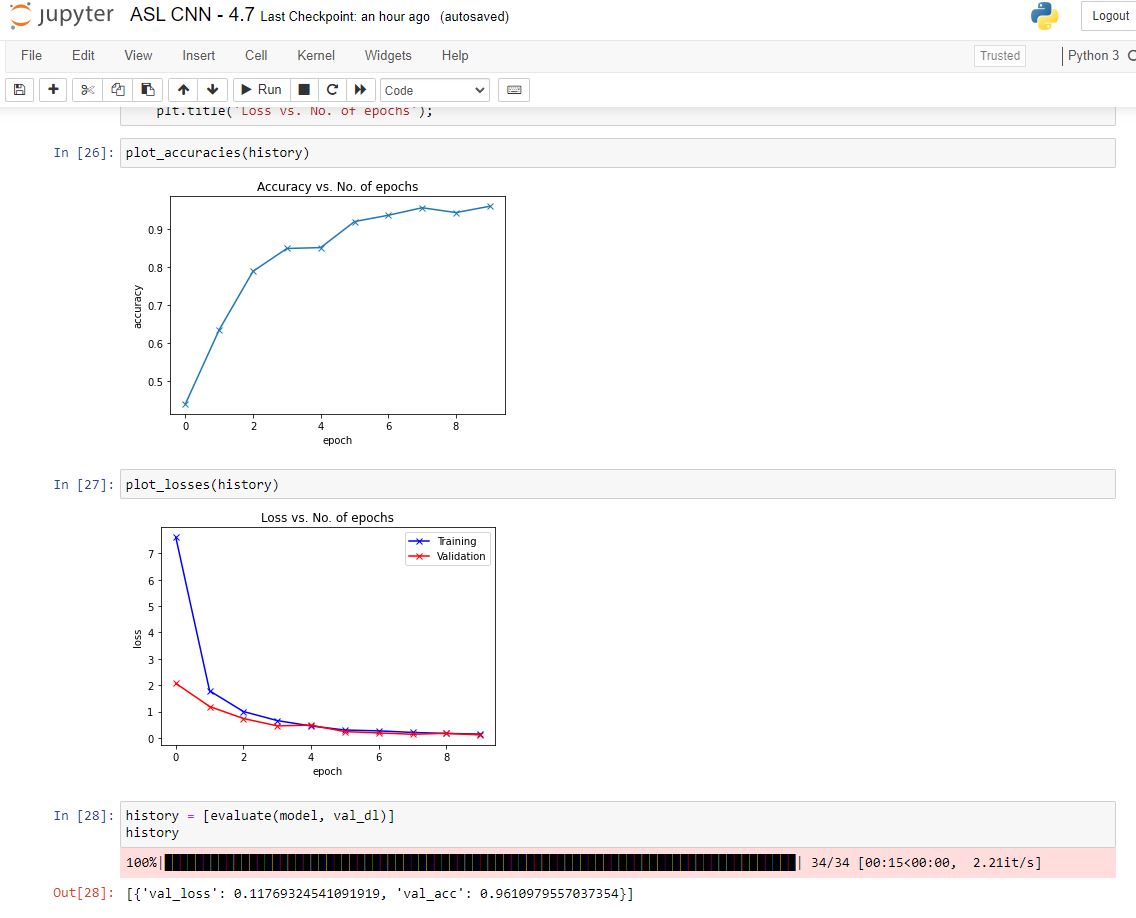 jupyter ASL CNN - 4.7 Last Checkpoint: an hour ago (autosaved)
Logout
File Edit View Insert Cell Kernel Widgets Help
Trusted
Python 3
Run
Code
plt.title('Loss vs. No. of epochs');
In [26]: plot_accuracies(history)
Accuracy vs. No. of epochs
0.9
0.8
0.7
0.6
0.5
accuracy
0 2 4 6 8
epoch
In [27]: plot_losses(history)
Loss vs. No. of epochs
Training
Validation
7
6
5
4
3
2
1
0
loss
0 2 4 6 8
epoch
In [28]: history = [evaluate(model, val_dl)]
history
100%|| 34/34 [00:15<00:00, 2.21it/s]
Out[28]: [{'val_loss': 0.11769324541091919, 'val_acc': 0.9610979557037354}]